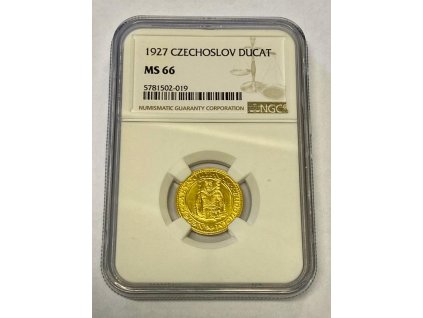 1927 CZECHOSLOV DUCAT
MS 66
5781502-019
NUMISMATIC GUARANTY CORPORATION
NGC